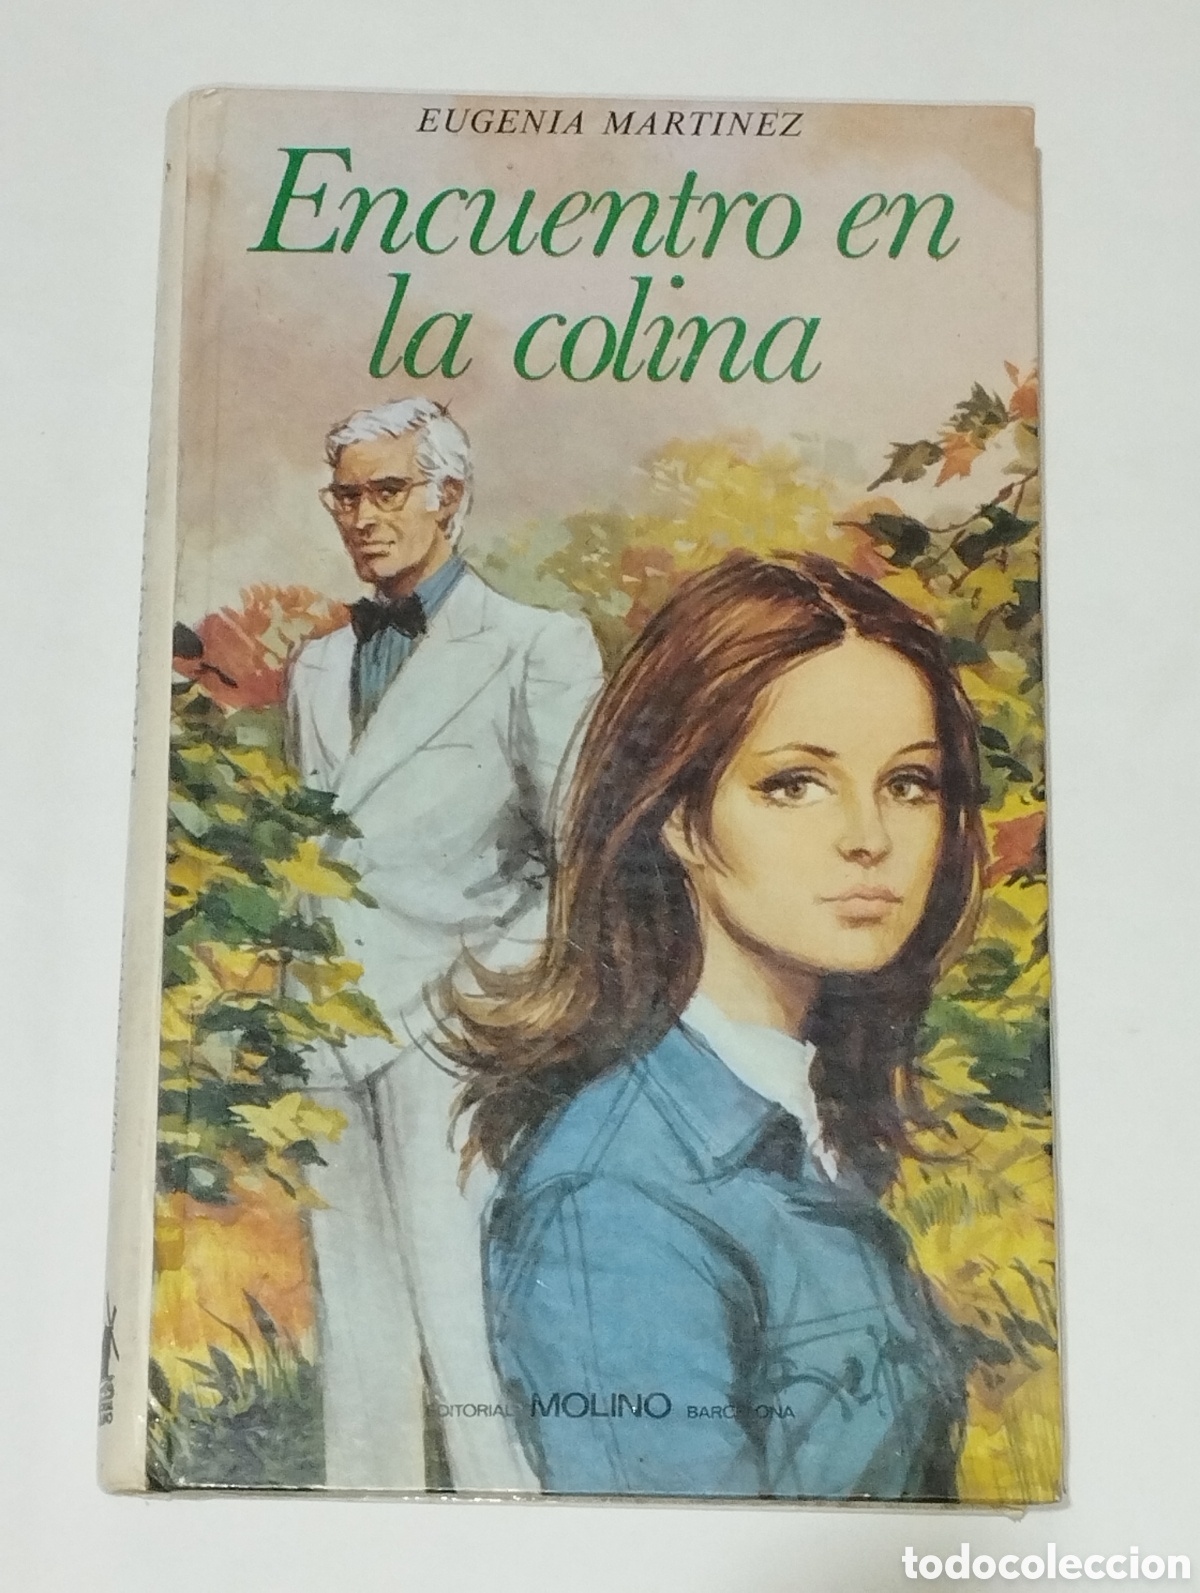 EUGENIA MARTINEZ
Encuentro en
la colina
EDITORIAL MOLINO BARCELONA
todocoleccion